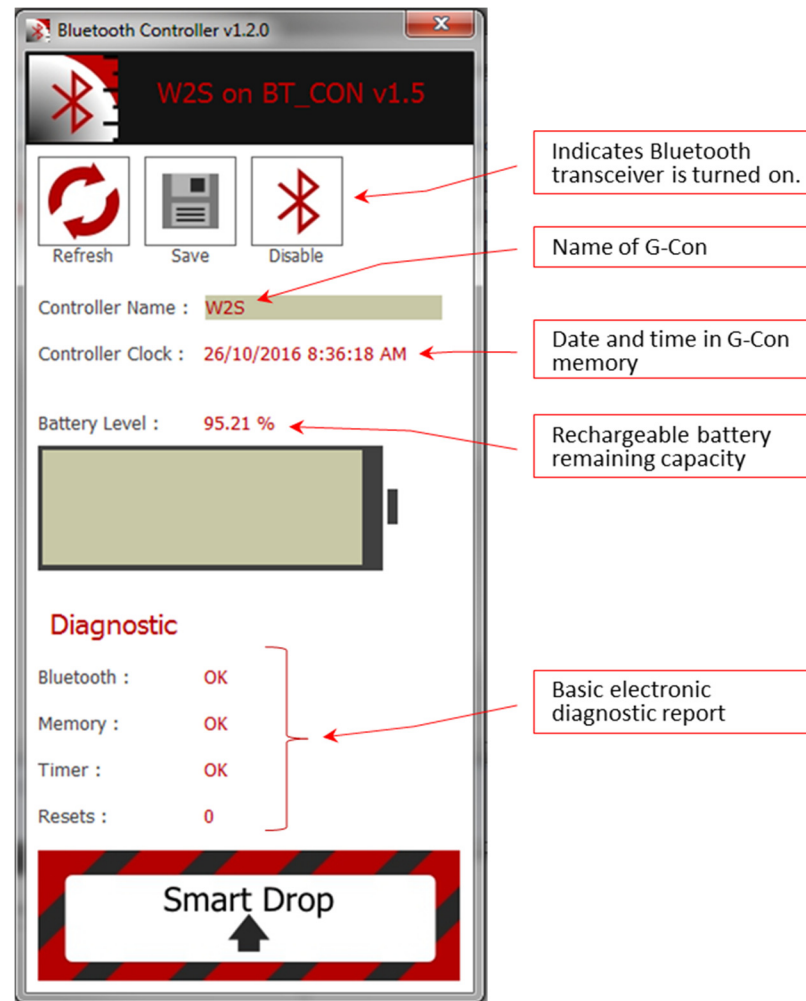 Bluetooth Controller v1.2.0
W2S on BT_CON v1.5
Refresh Save Disable
Indicates Bluetooth
transceiver is turned on.
Name of G-Con
Controller Name : W2S
Controller Clock : 26/10/2016 8:36:18 AM
Date and time in G-Con
memory
Battery Level : 95.21 %
Rechargeable battery
remaining capacity
Diagnostic
Bluetooth : OK
Memory : OK
Timer : OK
Resets : 0
Basic electronic
diagnostic report
Smart Drop